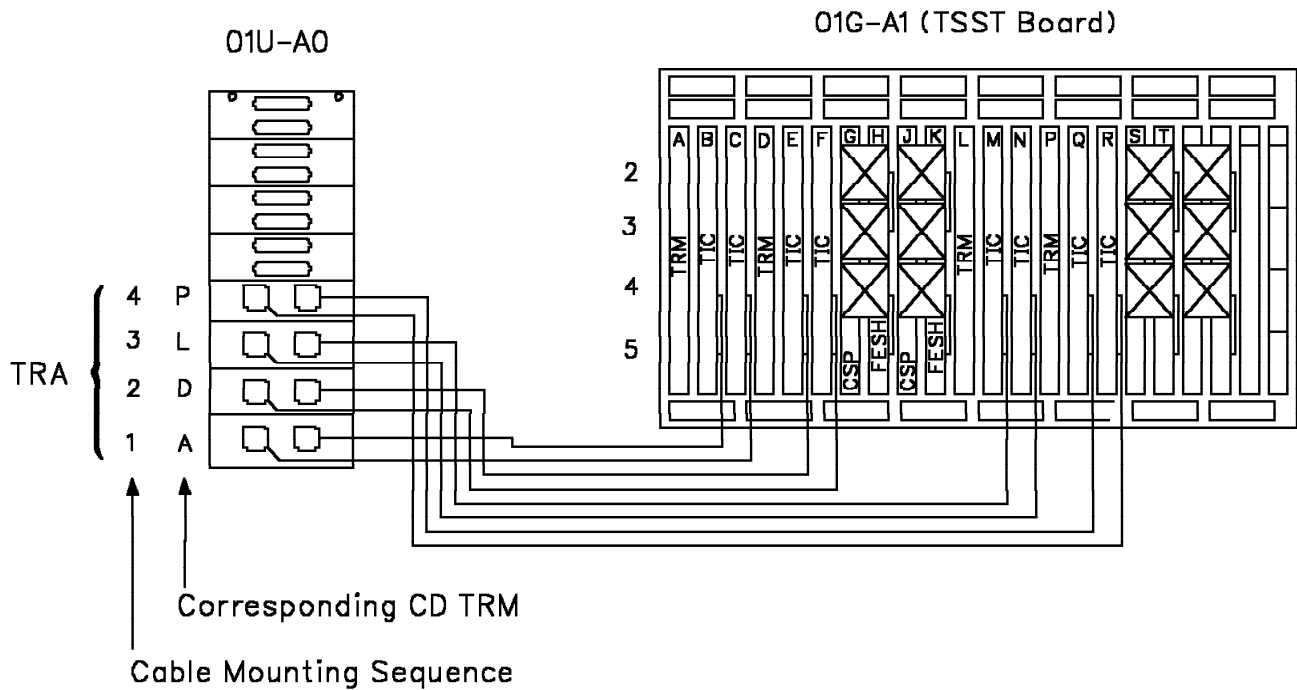 01U-A0
01G-A1 (TSST Board)
A B C D E F G H J K L M N P Q R S T
2
3
4
5
TRM TIC TIC TRM TIC TIC TRM TIC TIC TRM TIC TIC
CSP FESH CSP FESH
TRA
4 P
3 L
2 D
1 A
Corresponding CD TRM
Cable Mounting Sequence